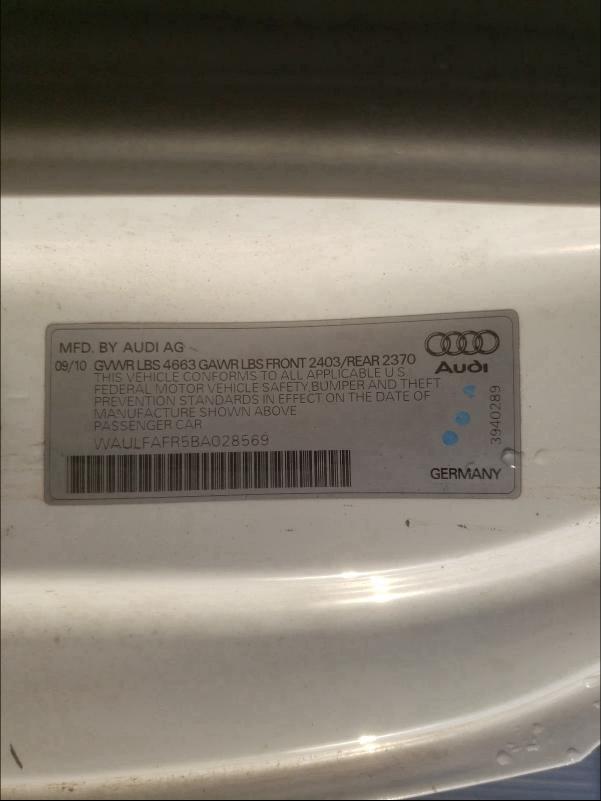 MFD. BY AUDI AG
09/10 GVWR LBS 4663 GAWR LBS FRONT 2403/REAR 2370
THIS VEHICLE CONFORMS TO ALL APPLICABLE U.S.
FEDERAL MOTOR VEHICLE SAFETY,BUMPER AND THEFT
PREVENTION STANDARDS IN EFFECT ON THE DATE OF
MANUFACTURE SHOWN ABOVE
PASSENGER CAR
WAULFAFR5BA028569
Audi
A
3940289
GERMANY